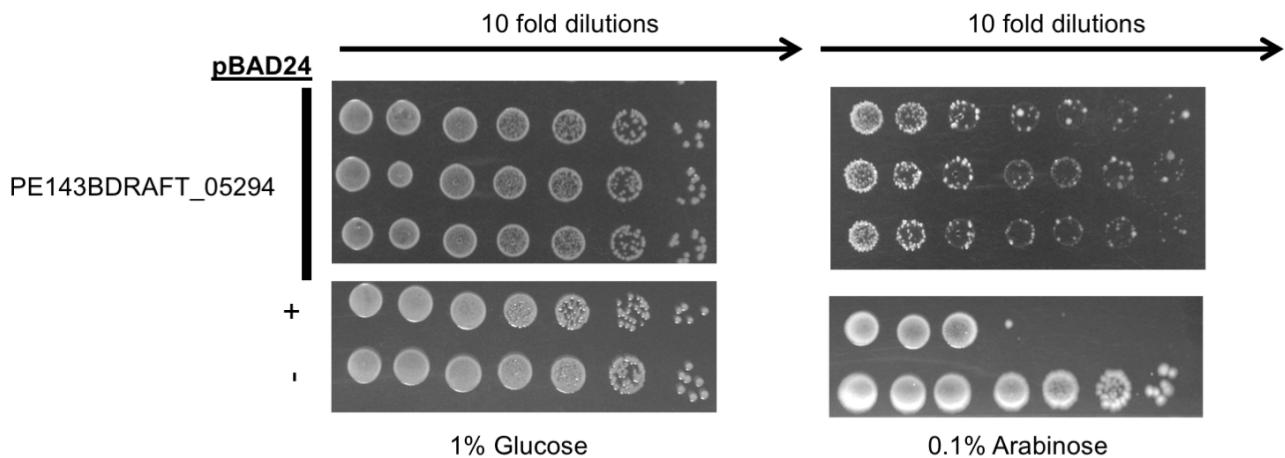 10 fold dilutions
10 fold dilutions
pBAD24
PE143BDRAFT_05294
+
-
1% Glucose
0.1% Arabinose